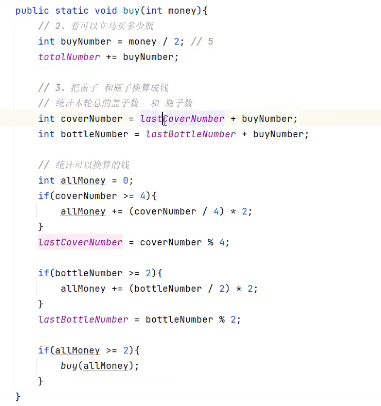 public static void buy(int money){
// 2、看可以立马买多少瓶
int buyNumber = money / 2; // 5
totalNumber += buyNumber;
// 3、把盖子 和瓶子换算成钱
// 统计本轮总的盖子数  和 瓶子数
int coverNumber = lastCoverNumber + buyNumber;
int bottleNumber = lastBottleNumber + buyNumber;
// 统计可以换算的钱
int allMoney = 0;
if(coverNumber >= 4){
allMoney += (coverNumber / 4) * 2;
}
lastCoverNumber = coverNumber % 4;
if(bottleNumber >= 2){
allMoney += (bottleNumber / 2) * 2;
}
lastBottleNumber = bottleNumber % 2;
if(allMoney >= 2){
buy(allMoney);
}
}